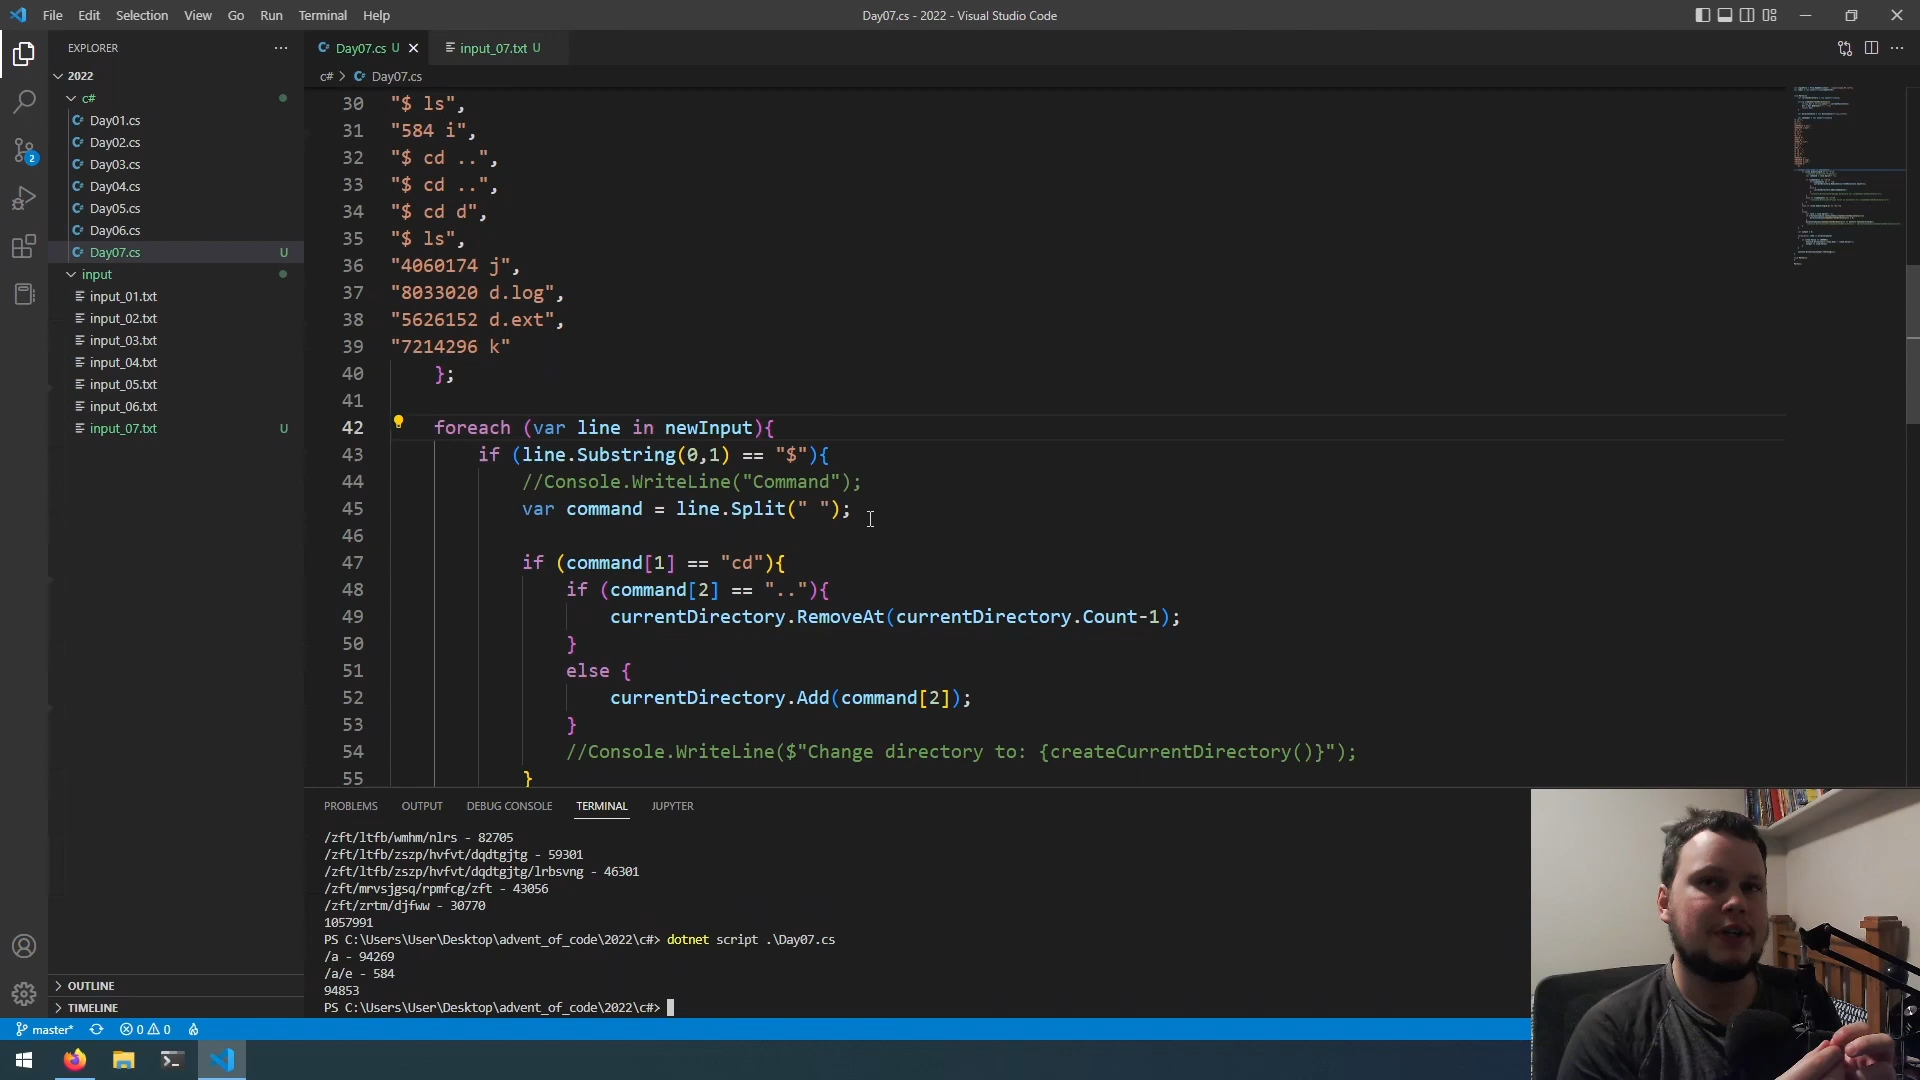 File Edit Selection View Go Run Terminal Help
Day07.cs - 2022 - Visual Studio Code
EXPLORER
2022
c#
Day01.cs
Day02.cs
Day03.cs
Day04.cs
Day05.cs
Day06.cs
Day07.cs U
input
input_01.txt
input_02.txt
input_03.txt
input_04.txt
input_05.txt
input_06.txt
input_07.txt U
OUTLINE
TIMELINE
2
Day07.cs U
input_07.txt U
c# > Day07.cs
30 "$ ls",
31 "584 i",
32 "$ cd ..",
33 "$ cd ..",
34 "$ cd d",
35 "$ ls",
36 "4060174 j",
37 "8033020 d.log",
38 "5626152 d.ext",
39 "7214296 k"
40 };
41
42 foreach (var line in newInput){
43 if (line.Substring(0,1) == "$"){
44 //Console.WriteLine("Command");
45 var command = line.Split(" ");
46
47 if (command[1] == "cd"){
48 if (command[2] == ".."){
49 currentDirectory.RemoveAt(currentDirectory.Count-1);
50 }
51 else {
52 currentDirectory.Add(command[2]);
53 }
54 //Console.WriteLine($"Change directory to: {createCurrentDirectory()}");
55 }
PROBLEMS OUTPUT DEBUG CONSOLE TERMINAL JUPYTER
/zft/ltfb/wmhm/nlrs - 82705
/zft/ltfb/zszp/hvfvt/dqdtgjtg - 59301
/zft/ltfb/zszp/hvfvt/dqdtgjtg/lrbsvng - 46301
/zft/mrvsjgsq/rpmfcg/zft - 43056
/zft/zrtm/djfww - 30770
1057991
PS C:\Users\User\Desktop\advent_of_code\2022\c#> dotnet script .\Day07.cs
/a - 94269
/a/e - 584
94853
PS C:\Users\User\Desktop\advent_of_code\2022\c#>
master* 0 0